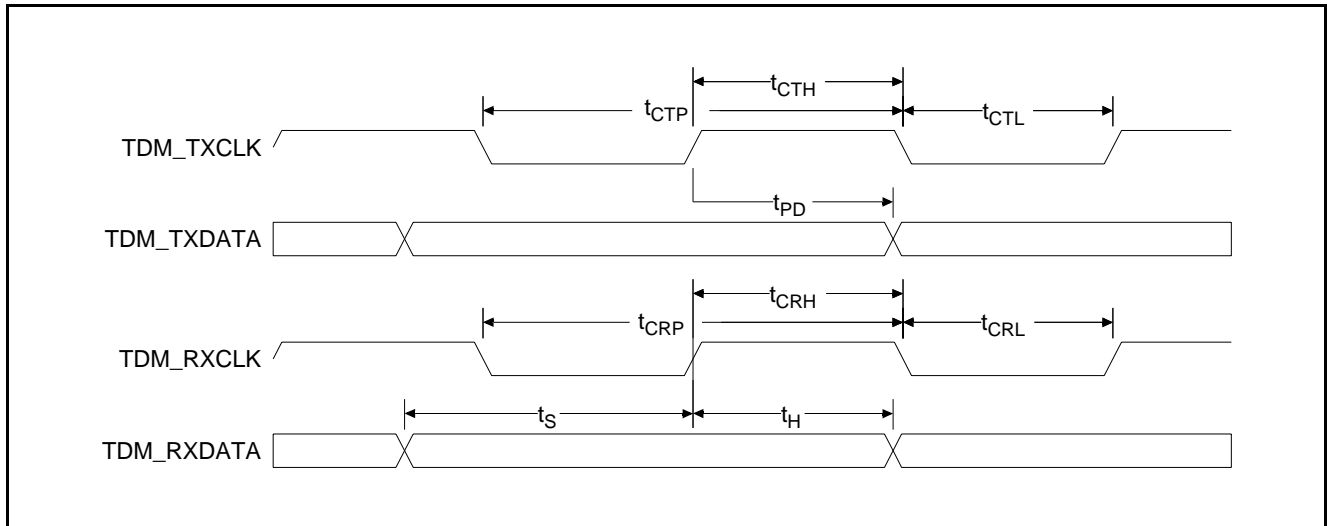 tCTH
tCTP
tCTL
TDM_TXCLK
tPD
TDM_TXDATA
tCRH
tCRP
tCRL
TDM_RXCLK
tS
tH
TDM_RXDATA